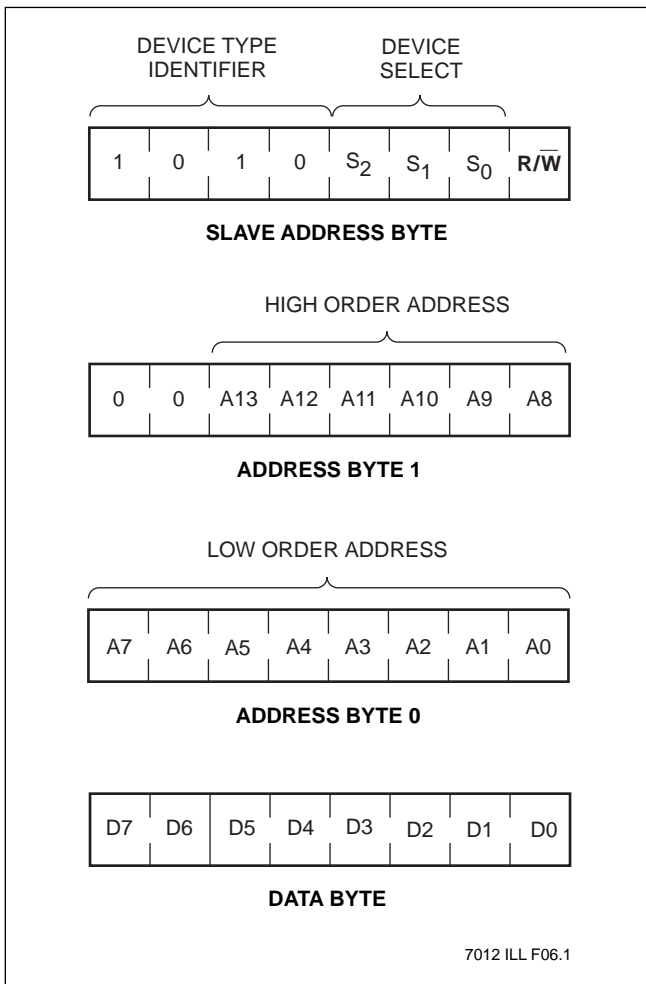 DEVICE TYPE IDENTIFIER DEVICE SELECT
1 0 1 0 S2 S1 S0 R/W̅
SLAVE ADDRESS BYTE
HIGH ORDER ADDRESS
0 0 A13 A12 A11 A10 A9 A8
ADDRESS BYTE 1
LOW ORDER ADDRESS
A7 A6 A5 A4 A3 A2 A1 A0
ADDRESS BYTE 0
D7 D6 D5 D4 D3 D2 D1 D0
DATA BYTE
7012 ILL F06.1